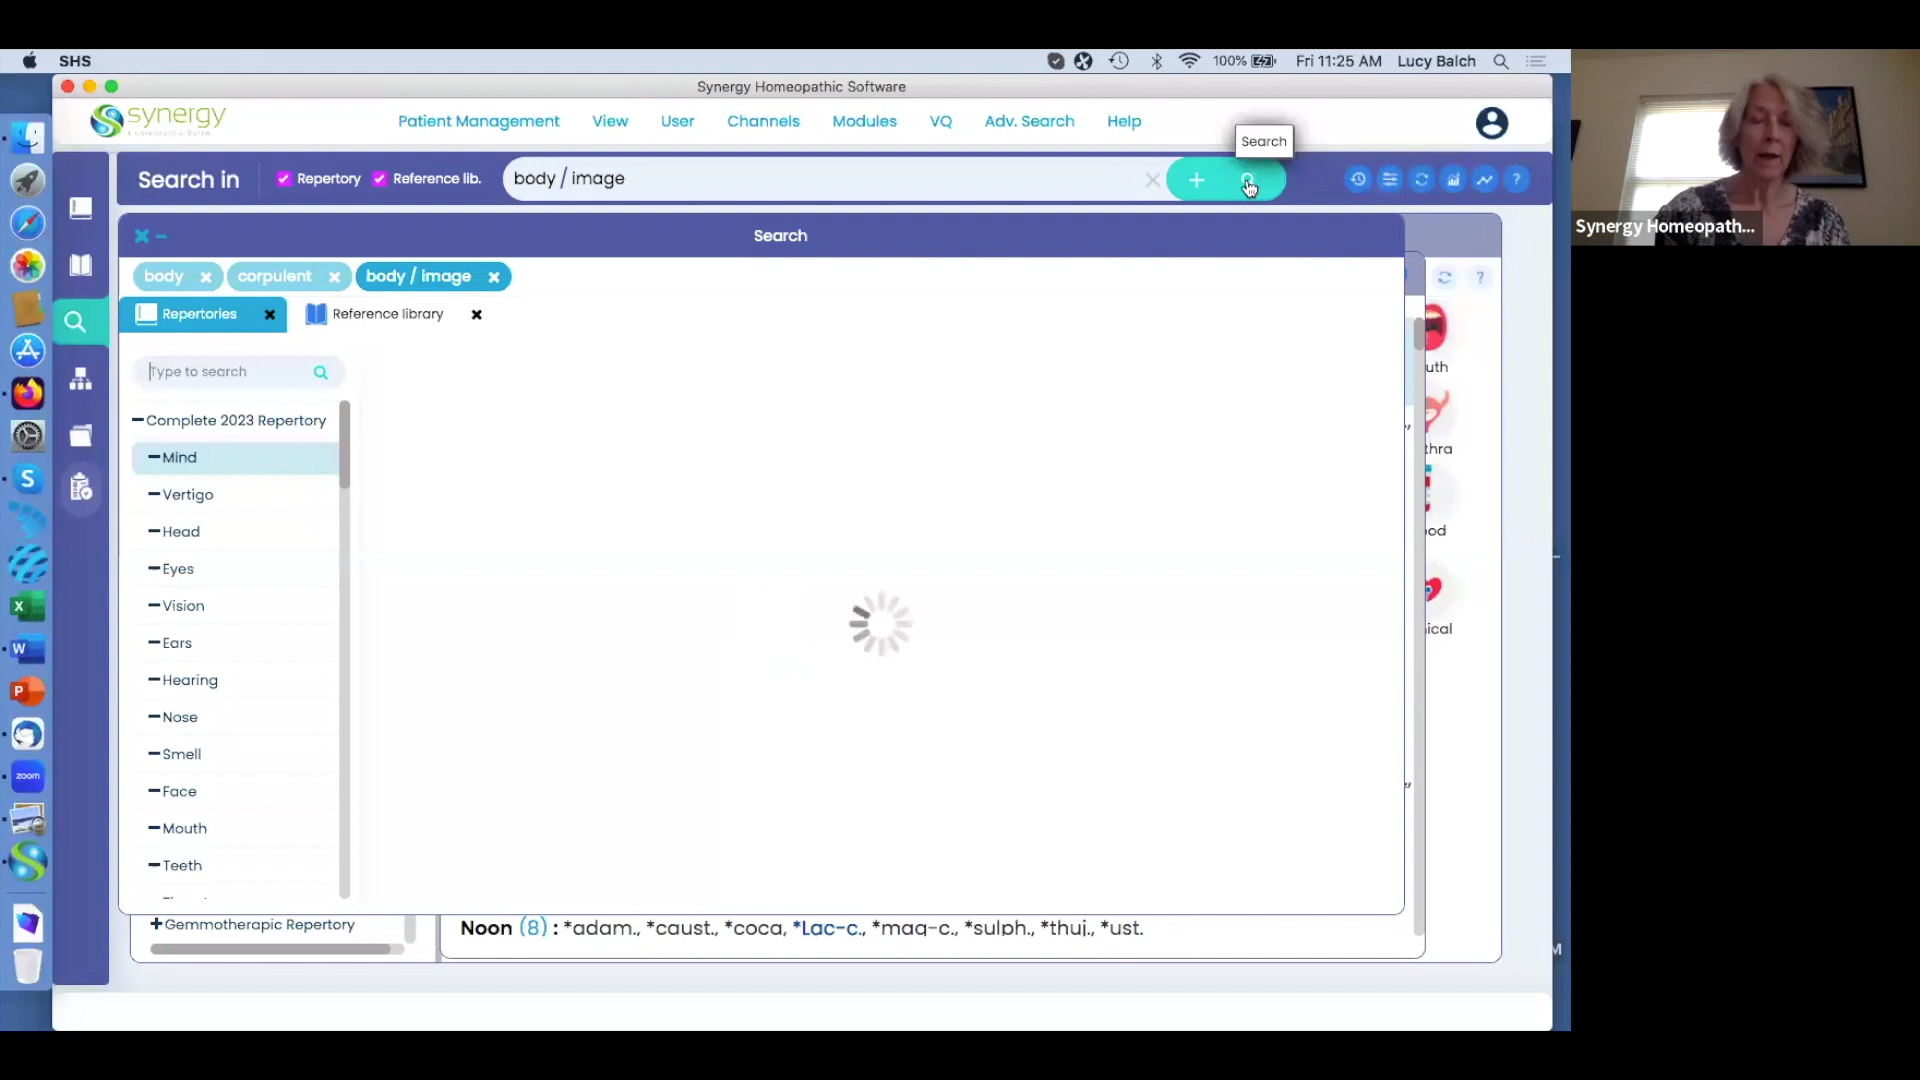 SHS
100%
Fri 11:25 AM
Lucy Balch
Synergy Homeopathic Software
synergy
Patient Management
View
User
Channels
Modules
VQ
Adv. Search
Help
Search
Search in
Repertory
Reference lib.
body / image
Synergy Homeopath...
Search
body
corpulent
body / image
Repertories
Reference library
Type to search
Complete 2023 Repertory
Mind
Vertigo
Head
Eyes
Vision
Ears
Hearing
Nose
Smell
Face
Mouth
Teeth
uth
thra
od
ical
zoom
Gemmotherapic Repertory
Noon (8) : *adam., *caust., *coca, *Lac-c., *mag-c., *sulph., *thuj., *ust.
M